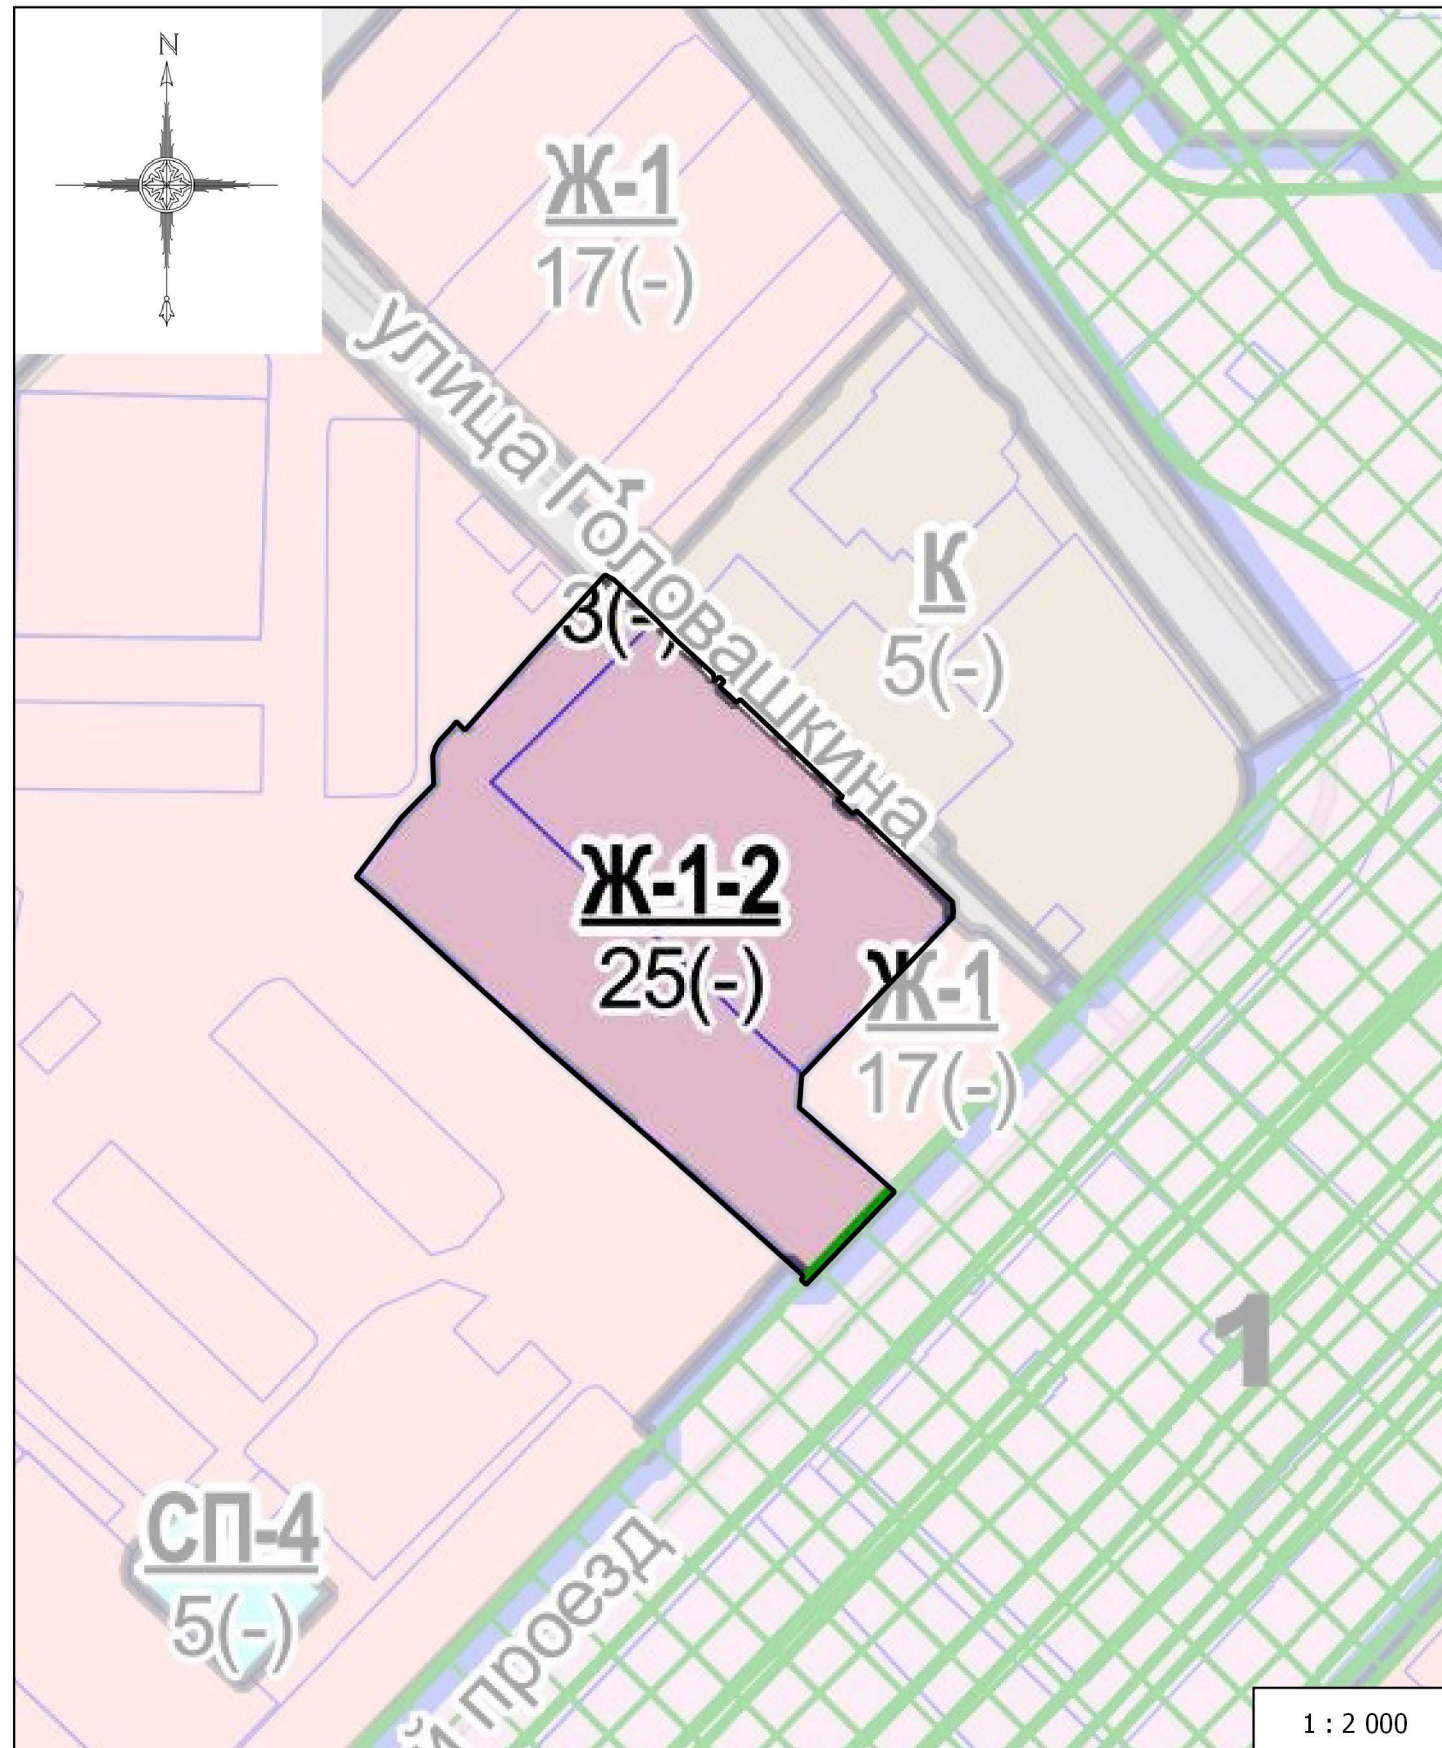 N
Ж-1
17(-)
улица Головашкина
К
5(-)
3(-)
Ж-1-2
25(-)
Ж-1
17(-)
1
СП-4
5(-)
й проезд
1 : 2 000